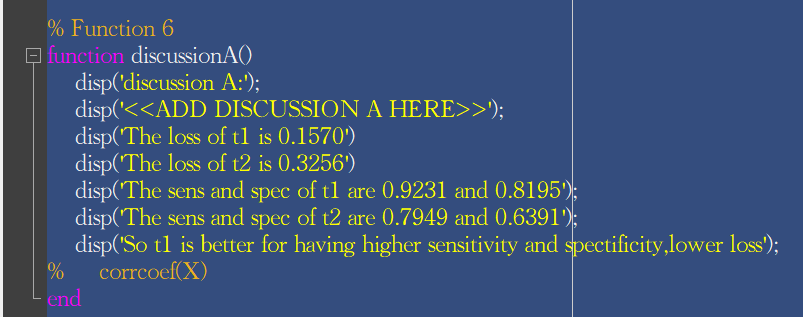 % Function 6
function discussionA()
disp('discussion A:');
disp('<<ADD DISCUSSION A HERE>>');
disp('The loss of t1 is 0.1570')
disp('The loss of t2 is 0.3256')
disp('The sens and spec of t1 are 0.9231 and 0.8195');
disp('The sens and spec of t2 are 0.7949 and 0.6391');
disp('So t1 is better for having higher sensitivity and spectificity,lower loss');
% corrcoef(X)
end